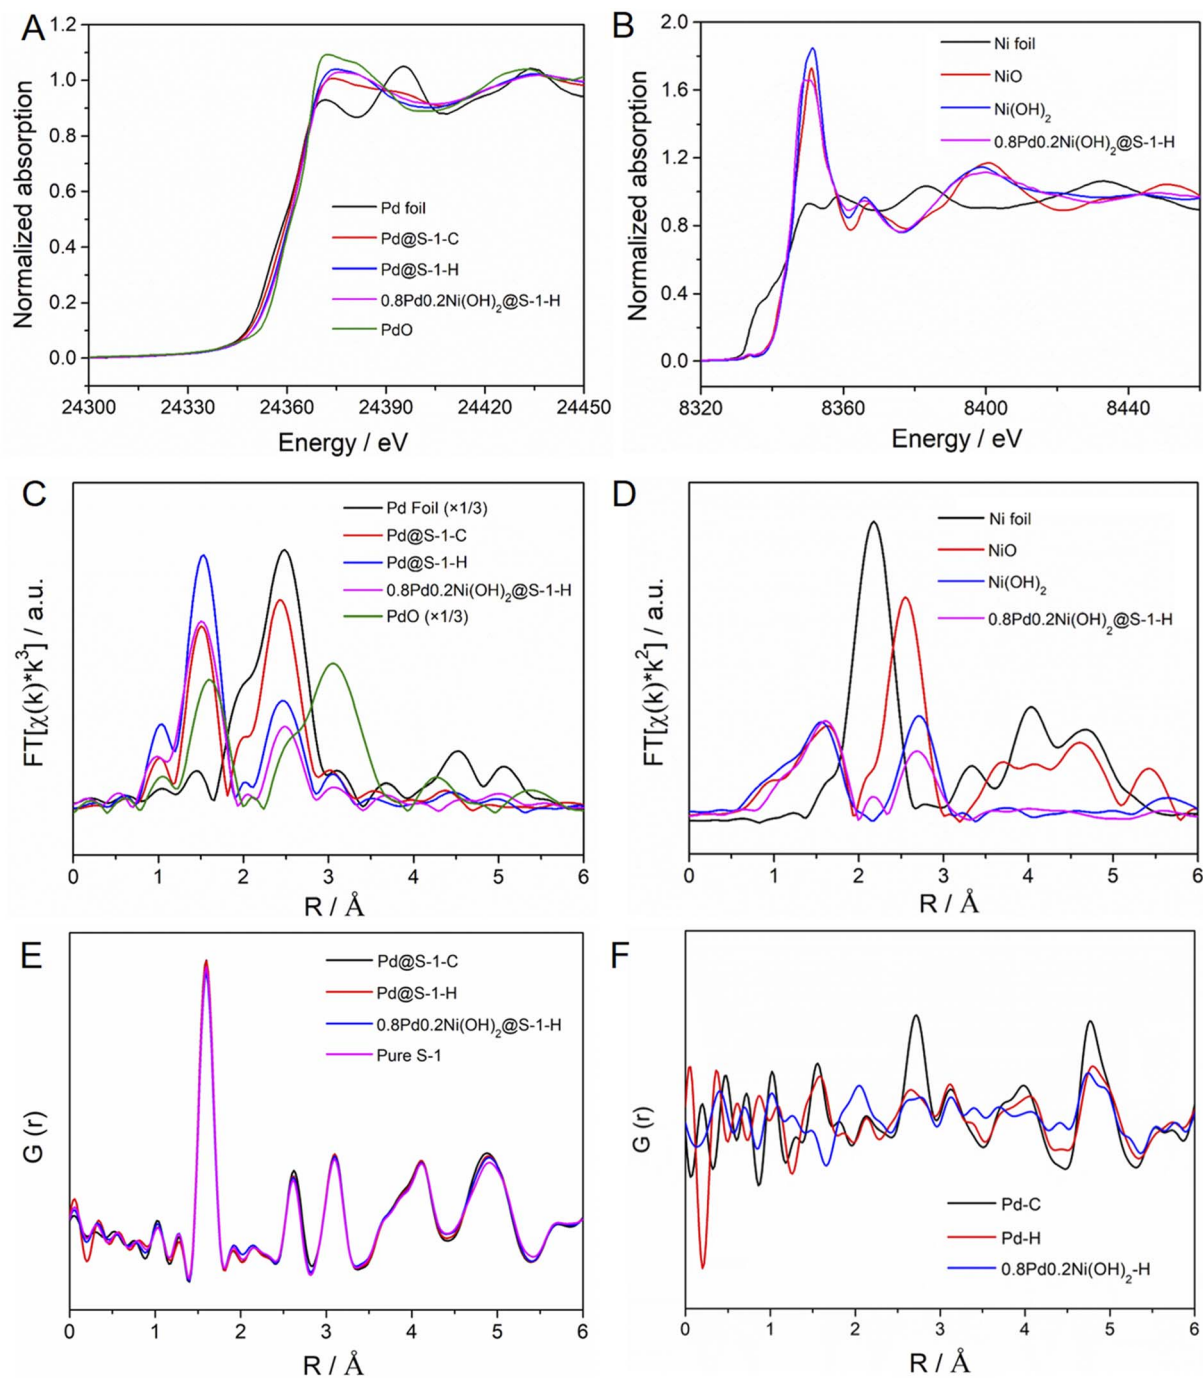 A
Normalized absorption
1.2
1.0
0.8
0.6
0.4
0.2
0.0
Pd foil
Pd@S-1-C
Pd@S-1-H
0.8Pd0.2Ni(OH)₂@S-1-H
PdO
24300 24330 24360 24390 24420 24450
Energy / eV
B
Normalized absorption
2.0
1.6
1.2
0.8
0.4
0.0
Ni foil
NiO
Ni(OH)₂
0.8Pd0.2Ni(OH)₂@S-1-H
8320 8360 8400 8440
Energy / eV
C
FT[χ(k)*k³] / a.u.
Pd Foil (×1/3)
Pd@S-1-C
Pd@S-1-H
0.8Pd0.2Ni(OH)₂@S-1-H
PdO (×1/3)
0 1 2 3 4 5 6
R / Å
D
FT[χ(k)*k²] / a.u.
Ni foil
NiO
Ni(OH)₂
0.8Pd0.2Ni(OH)₂@S-1-H
0 1 2 3 4 5 6
R / Å
E
G (r)
Pd@S-1-C
Pd@S-1-H
0.8Pd0.2Ni(OH)₂@S-1-H
Pure S-1
0 1 2 3 4 5 6
R / Å
F
G (r)
Pd-C
Pd-H
0.8Pd0.2Ni(OH)₂-H
0 1 2 3 4 5 6
R / Å